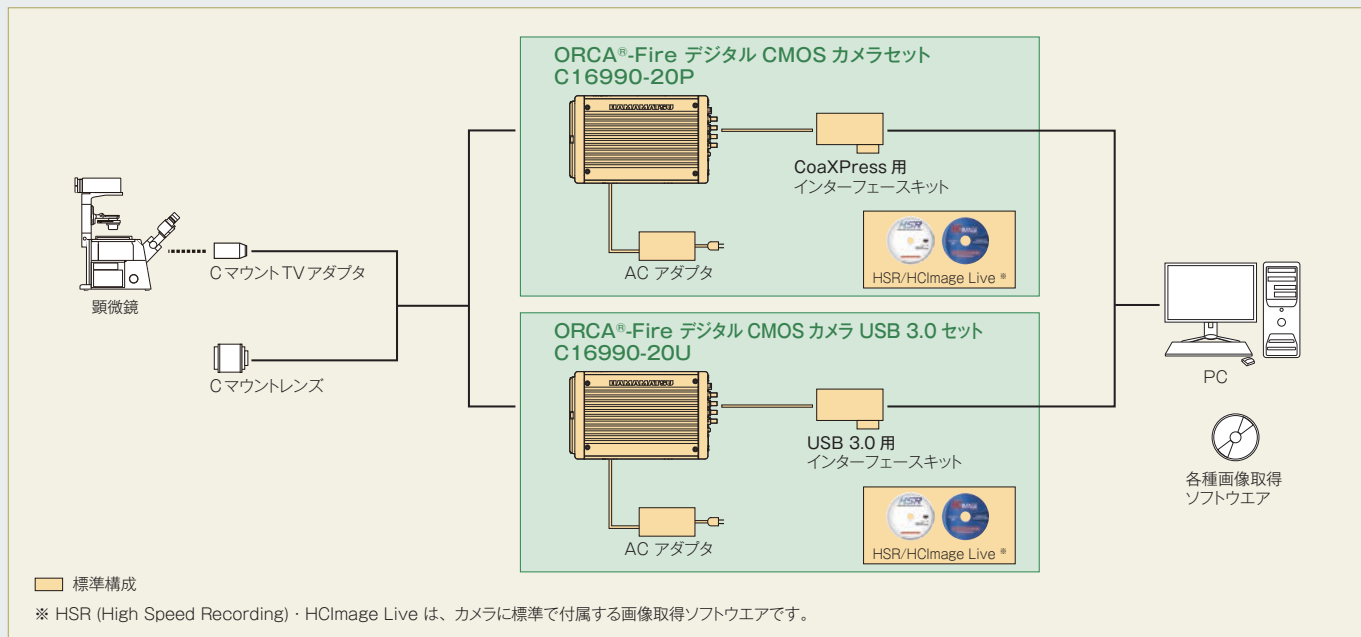 ORCA®-Fire デジタル CMOS カメラセット
C16990-20P
HAMAMATSU
CoaXPress 用
インターフェースキット
AC アダプタ
HSR
HCIMAGE
HSR/HCImage Live ※
顕微鏡
Cマウント TV アダプタ
Cマウントレンズ
ORCA®-Fire デジタル CMOS カメラ USB 3.0 セット
C16990-20U
HAMAMATSU
USB 3.0 用
インターフェースキット
AC アダプタ
HSR
HCIMAGE
HSR/HCImage Live ※
PC
各種画像取得
ソフトウエア
標準構成
※ HSR (High Speed Recording)・HCImage Live は、カメラに標準で付属する画像取得ソフトウエアです。